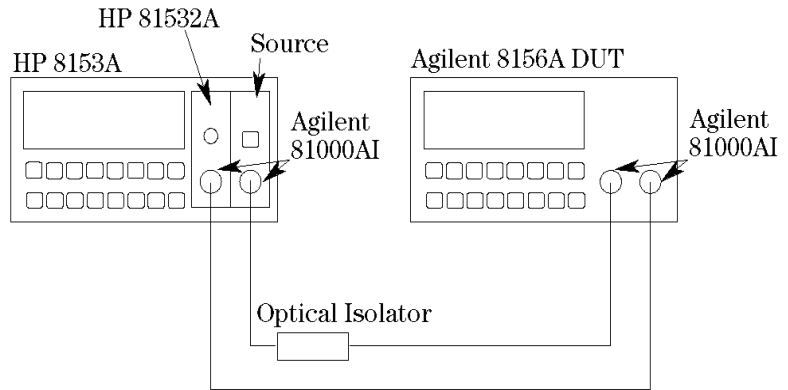 HP 81532A
Source
HP 8153A
Agilent 8156A DUT
Agilent
81000AI
Agilent
81000AI
Optical Isolator